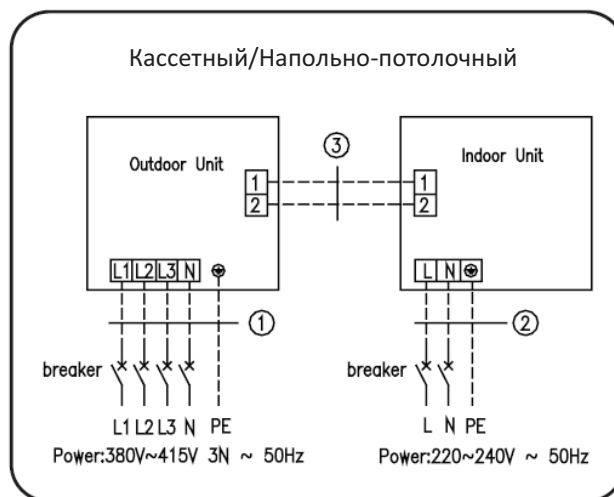 Кассетный/Напольно-потолочный
Outdoor Unit
1
2
3
Indoor Unit
1
2
L1 L2 L3 N
L N
1
2
breaker
breaker
L1 L2 L3 N PE
L N PE
Power:380V~415V 3N ~ 50Hz
Power:220~240V ~ 50Hz